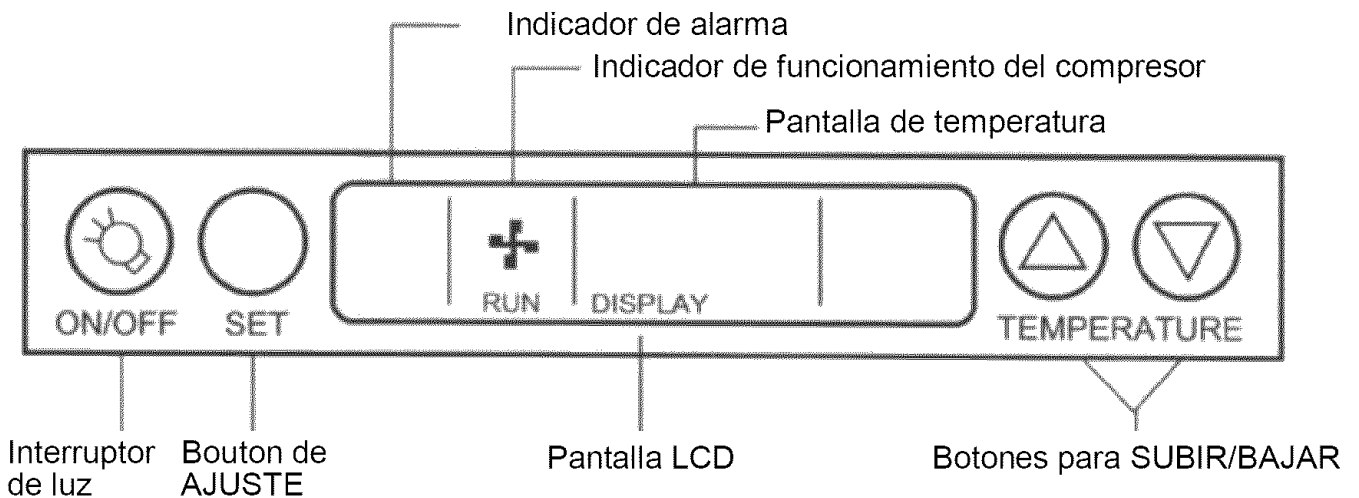 Indicador de alarma
Indicador de funcionamiento del compresor
Pantalla de temperatura
ON/OFF
SET
RUN
DISPLAY
TEMPERATURE
Interruptor
de luz
Bouton de
AJUSTE
Pantalla LCD
Botones para SUBIR/BAJAR